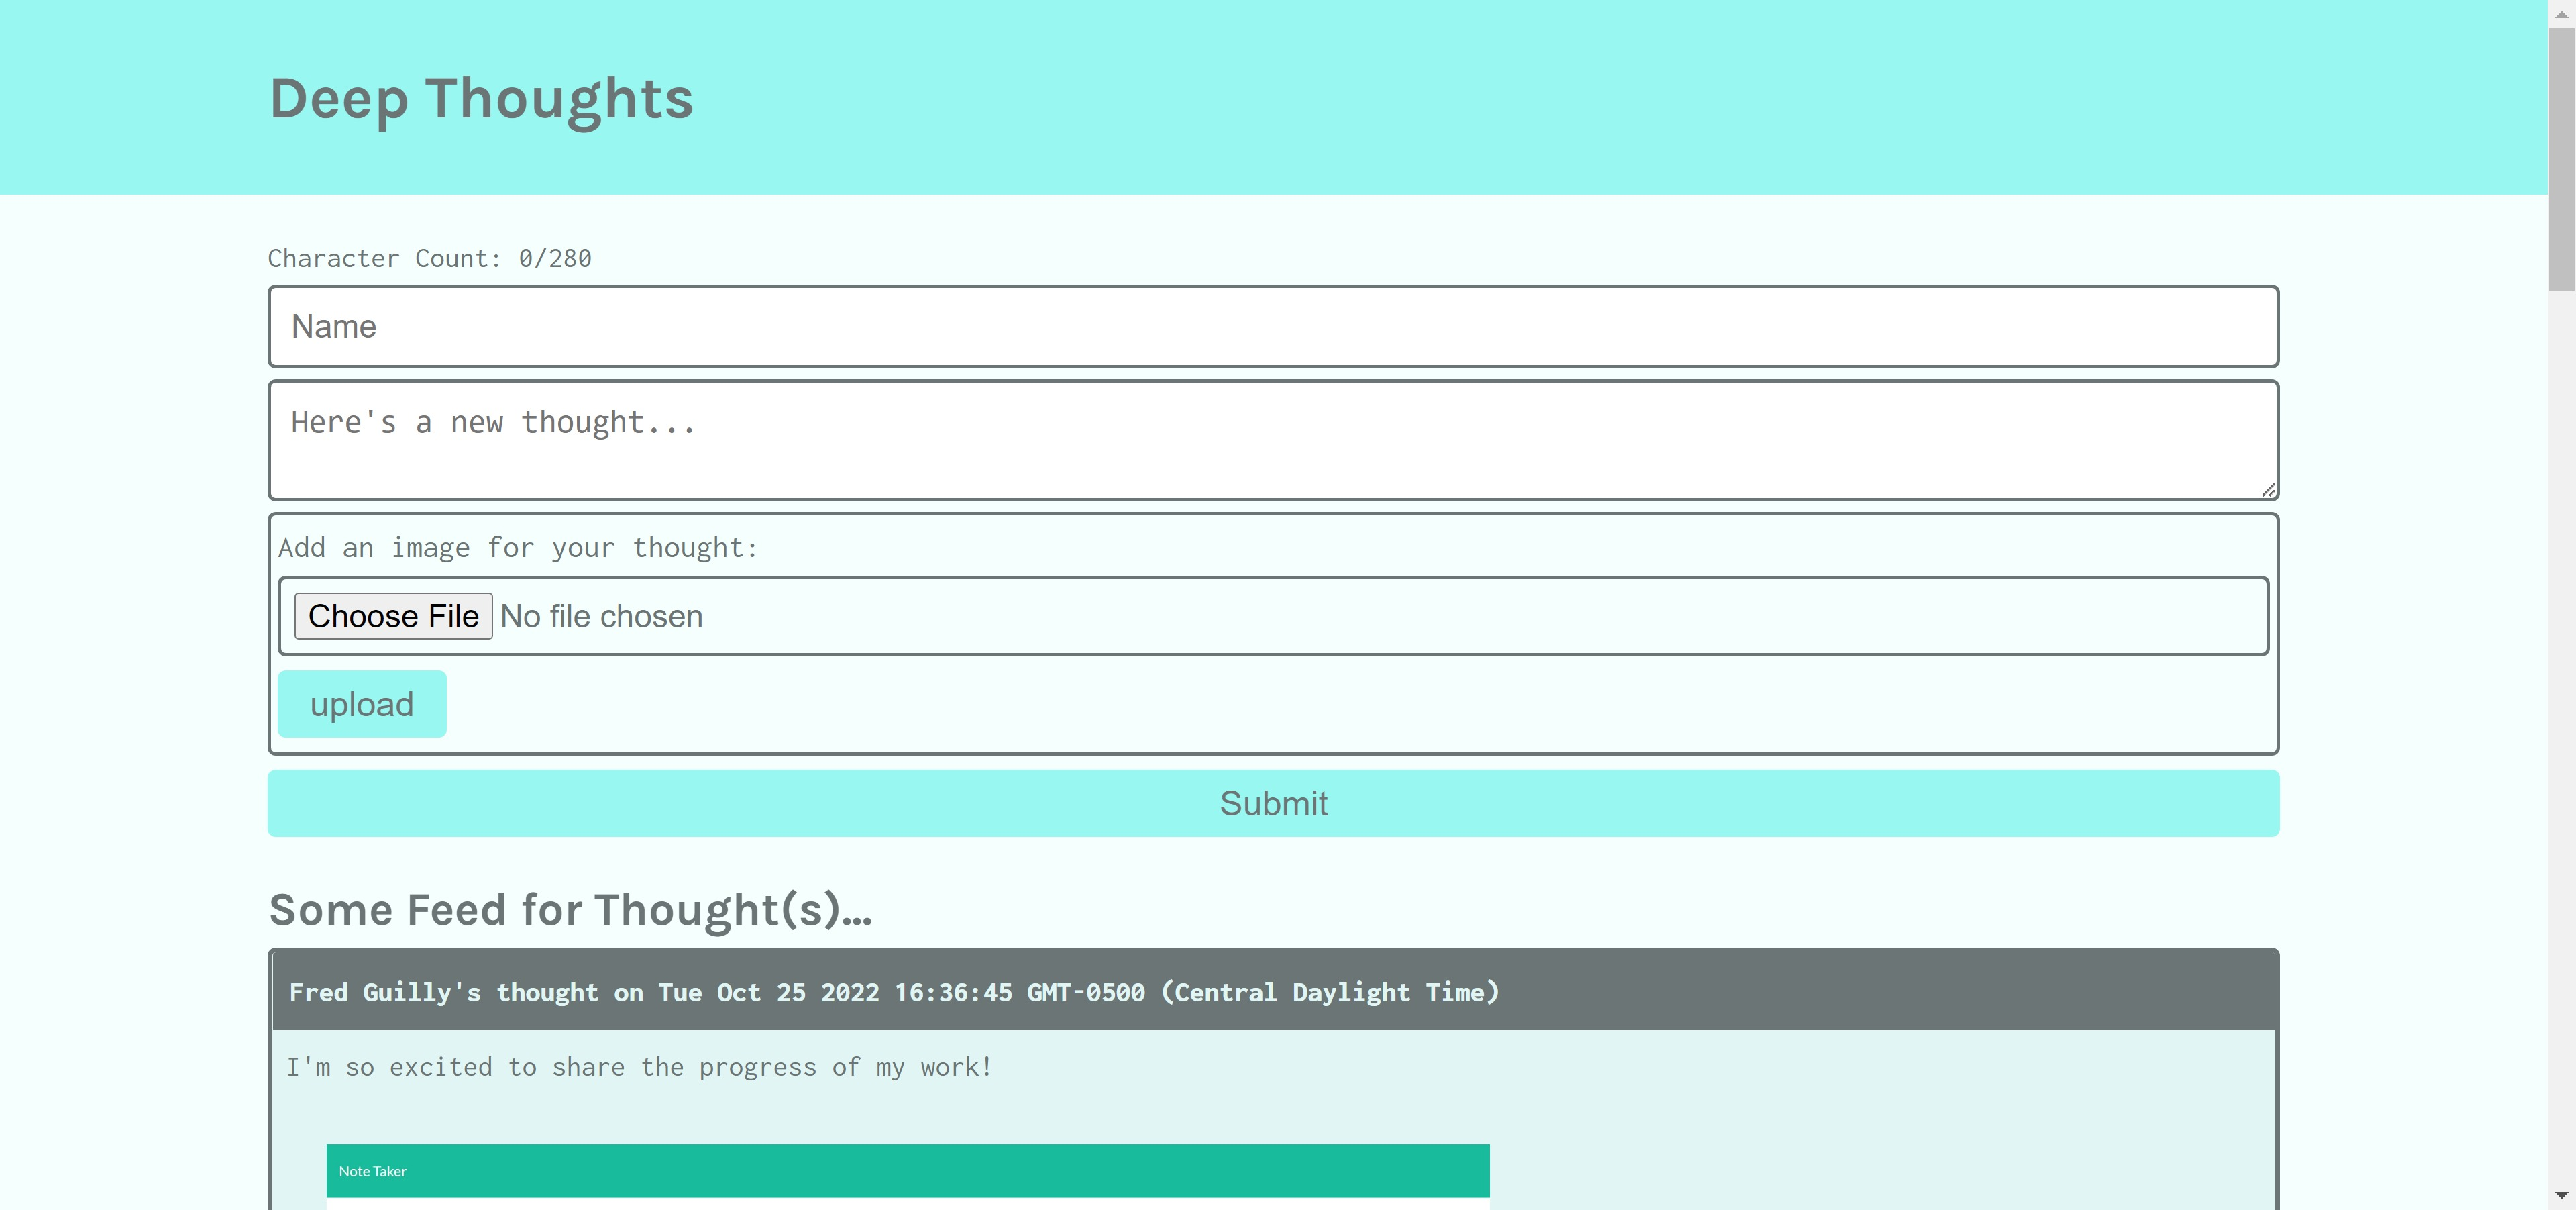 Deep Thoughts
Character Count: 0/280
Name
Here's a new thought...
Add an image for your thought:
Choose File No file chosen
upload
Submit
Some Feed for Thought(s)...
Fred Guilly's thought on Tue Oct 25 2022 16:36:45 GMT-0500 (Central Daylight Time)
I'm so excited to share the progress of my work!
Note Taker